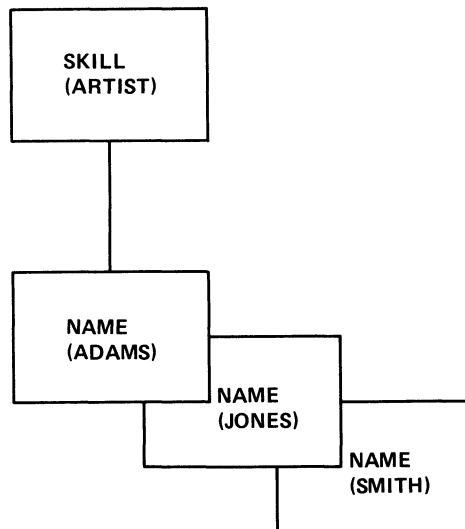 SKILL
(ARTIST)
NAME
(ADAMS)
NAME
(JONES)
NAME
(SMITH)